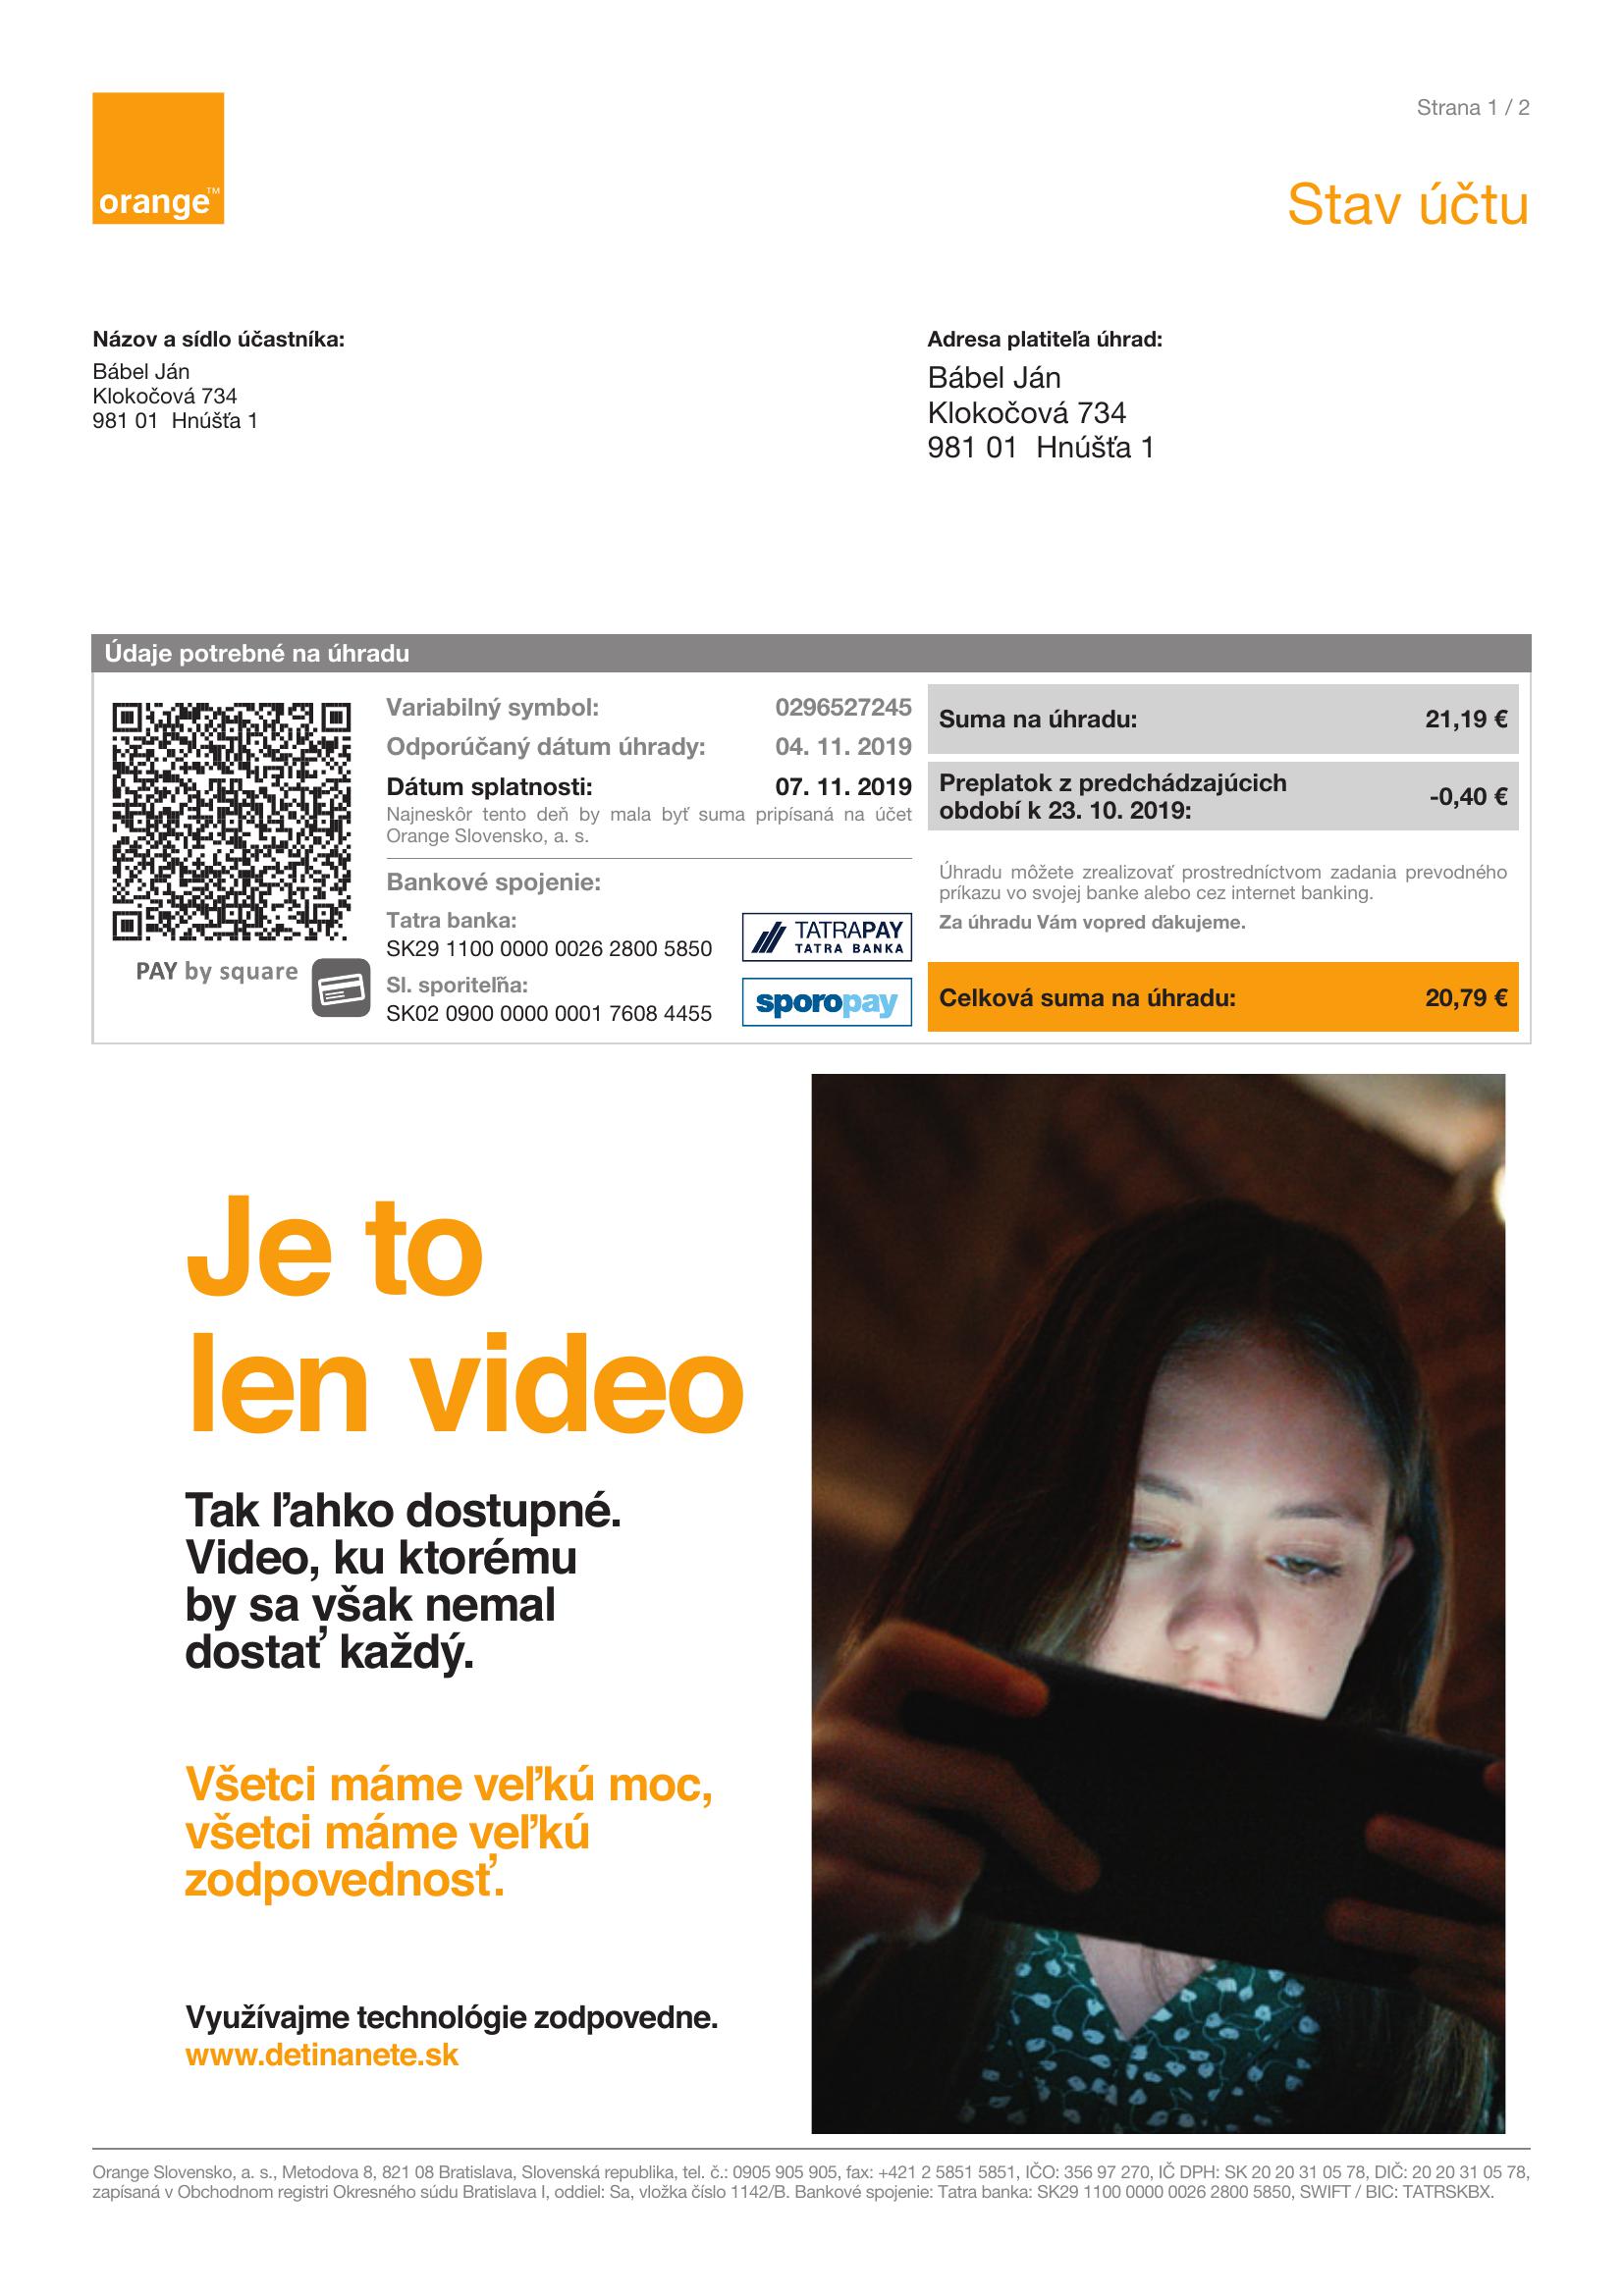 orange™
Strana 1 / 2
Stav účtu
Názov a sídlo účastníka:
Bábel Ján
Klokočová 734
981 01 Hnúšťa 1
Adresa platiteľa úhrad:
Bábel Ján
Klokočová 734
981 01 Hnúšťa 1
Údaje potrebné na úhradu
Variabilný symbol: 0296527245
Odporúčaný dátum úhrady: 04. 11. 2019
Dátum splatnosti: 07. 11. 2019
Najneskôr tento deň by mala byť suma pripísaná na účet
Orange Slovensko, a. s.
Bankové spojenie:
Tatra banka:
SK29 1100 0000 0026 2800 5850
TATRAPAY
TATRA BANKA
Sl. sporiteľňa:
SK02 0900 0000 0001 7608 4455
sporopay
PAY by square
Suma na úhradu: 21,19 €
Preplatok z predchádzajúcich
období k 23. 10. 2019: -0,40 €
Úhradu môžete zrealizovať prostredníctvom zadania prevodného
príkazu vo svojej banke alebo cez internet banking.
Za úhradu Vám vopred ďakujeme.
Celková suma na úhradu: 20,79 €
Je to
len video
Tak ľahko dostupné.
Video, ku ktorému
by sa však nemal
dostať každý.
Všetci máme veľkú moc,
všetci máme veľkú
zodpovednosť.
Využívajme technológie zodpovedne.
www.detinanete.sk
Orange Slovensko, a. s., Metodova 8, 821 08 Bratislava, Slovenská republika, tel. č.: 0905 905 905, fax: +421 2 5851 5851, IČO: 356 97 270, IČ DPH: SK 20 20 31 05 78, DIČ: 20 20 31 05 78,
zapísaná v Obchodnom registri Okresného súdu Bratislava I, oddiel: Sa, vložka číslo 1142/B. Bankové spojenie: Tatra banka: SK29 1100 0000 0026 2800 5850, SWIFT / BIC: TATRSKBX.